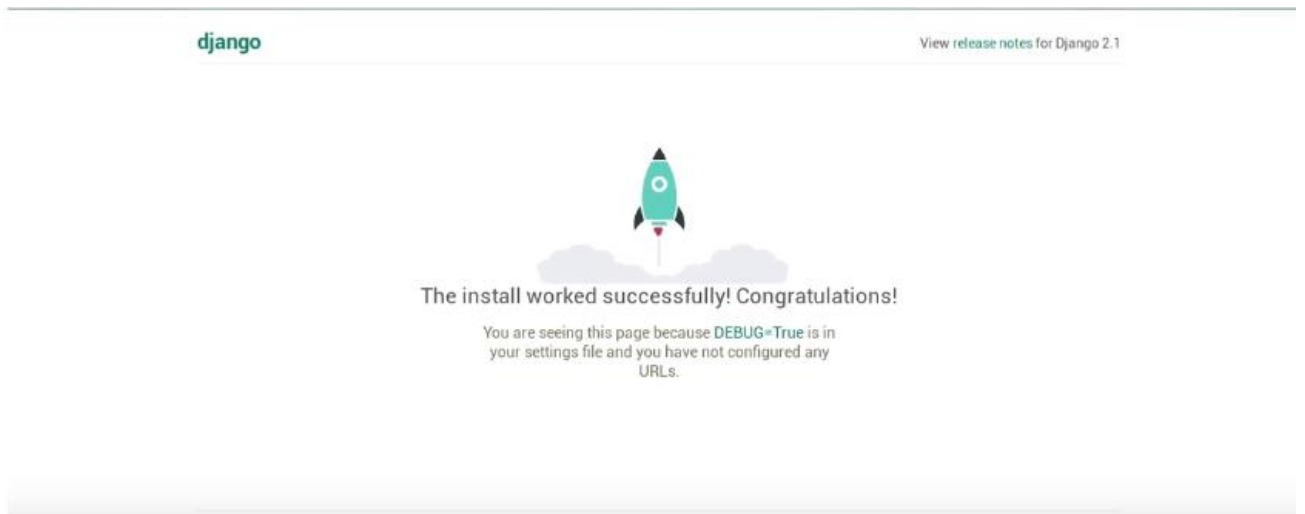 django
View release notes for Django 2.1
The install worked successfully! Congratulations!
You are seeing this page because DEBUG=True is in
your settings file and you have not configured any
URLs.